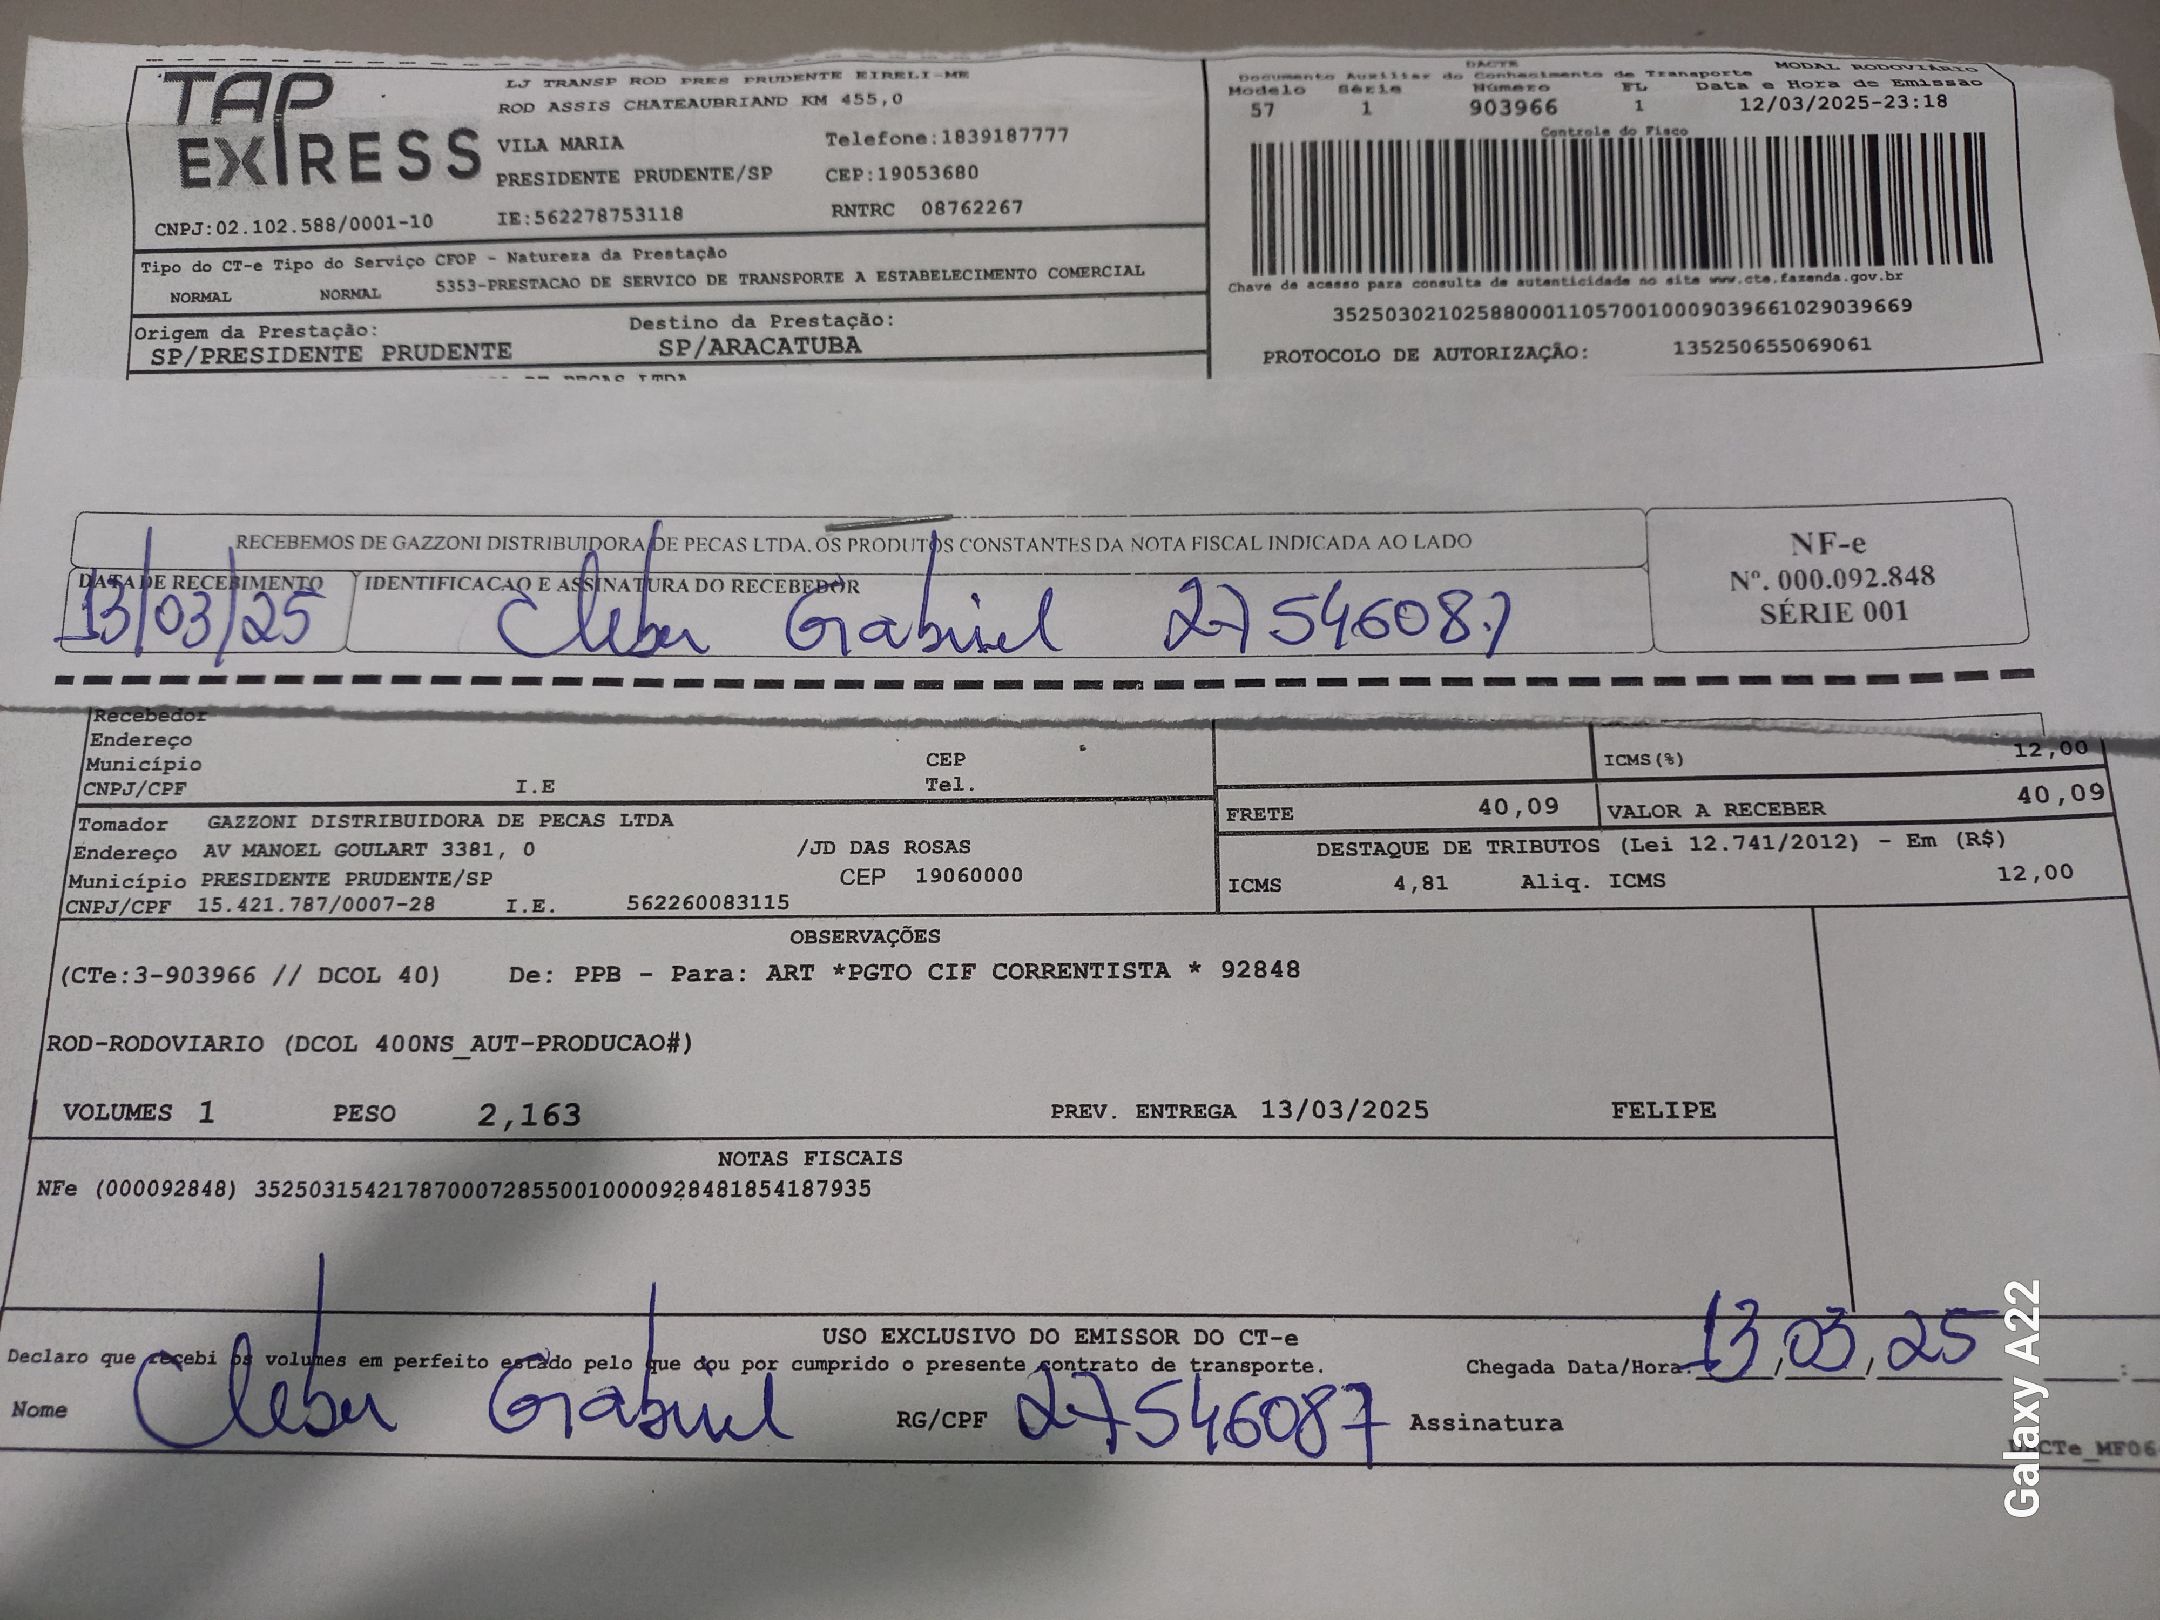 TAP EXPRESS
LJ TRANSP ROD PRES PRUDENTE EIRELI-ME
ROD ASSIS CHATEAUBRIAND KM 455,0
VILA MARIA Telefone:1839187777
PRESIDENTE PRUDENTE/SP CEP:19053680
CNPJ:02.102.588/0001-10 IE:562278753118 RNTRC 08762267
DACTE MODAL RODOVIÁRIO
Documento Auxiliar do Conhecimento de Transporte
Modelo Série Número FL Data e Hora de Emissão
57 1 903966 1 12/03/2025-23:18
Controle do Fisco
Chave de acesso para consulta de autenticidade no site www.cte.fazenda.gov.br
35250302102588000110570010009039661029039669
PROTOCOLO DE AUTORIZAÇÃO: 135250655069061
Tipo do CT-e Tipo do Serviço CFOP - Natureza da Prestação
NORMAL NORMAL 5353-PRESTACAO DE SERVICO DE TRANSPORTE A ESTABELECIMENTO COMERCIAL
Origem da Prestação: Destino da Prestação:
SP/PRESIDENTE PRUDENTE SP/ARACATUBA
DE PECAS LTDA
RECEBEMOS DE GAZZONI DISTRIBUIDORA DE PECAS LTDA. OS PRODUTOS CONSTANTES DA NOTA FISCAL INDICADA AO LADO
DATA DE RECEBIMENTO IDENTIFICACAO E ASSINATURA DO RECEBEDOR
13/03/25 Cleber Gabriel 27546087
NF-e
Nº. 000.092.848
SÉRIE 001
Recebedor
Endereço
Município CEP
CNPJ/CPF I.E Tel.
ICMS(%) 12,00
FRETE 40,09 VALOR A RECEBER 40,09
Tomador GAZZONI DISTRIBUIDORA DE PECAS LTDA
Endereço AV MANOEL GOULART 3381, 0 /JD DAS ROSAS
Município PRESIDENTE PRUDENTE/SP CEP 19060000
CNPJ/CPF 15.421.787/0007-28 I.E. 562260083115
DESTAQUE DE TRIBUTOS (Lei 12.741/2012) - Em (R$)
ICMS 4,81 Aliq. ICMS 12,00
OBSERVAÇÕES
(CTe:3-903966 // DCOL 40) De: PPB - Para: ART *PGTO CIF CORRENTISTA * 92848
ROD-RODOVIARIO (DCOL 400NS_AUT-PRODUCAO#)
VOLUMES 1 PESO 2,163 PREV. ENTREGA 13/03/2025 FELIPE
NOTAS FISCAIS
NFe (000092848) 35250315421787000728550010000928481854187935
USO EXCLUSIVO DO EMISSOR DO CT-e
Declaro que recebi os volumes em perfeito estado pelo que dou por cumprido o presente contrato de transporte. Chegada Data/Hora: 13/03/25 :
Nome Cleber Gabriel RG/CPF 27546087 Assinatura
DACTe_MF06
Galaxy A22